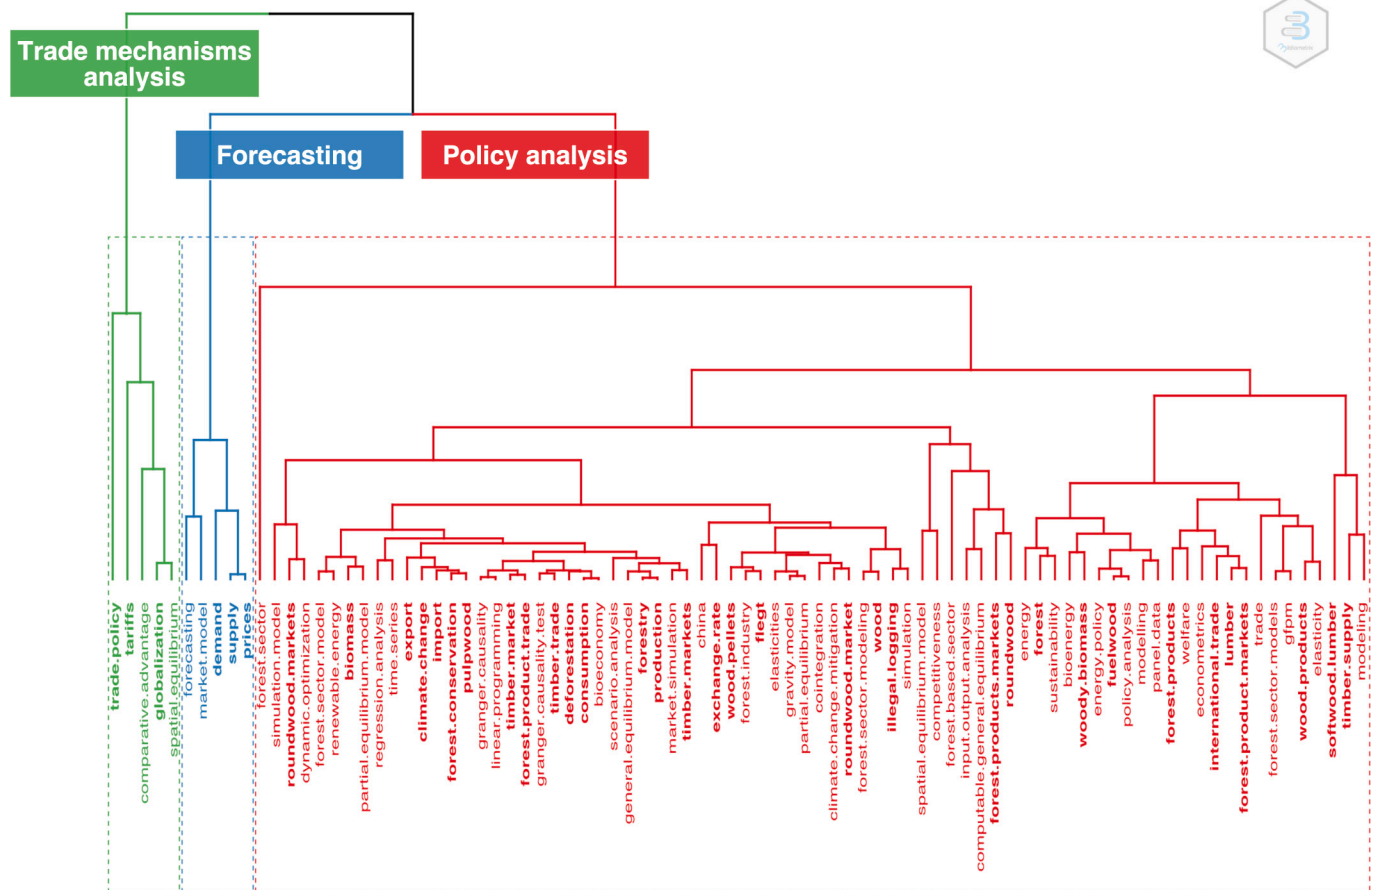 Trade mechanisms
analysis
Forecasting
Policy analysis
trade.policy
tariffs
comparative.advantage
globalization
spatial.equilibrium
forecasting
market.model
demand
supply
prices
forest.sector
simulation.model
roundwood.markets
dynamic.optimization
forest.sector.model
renewable.energy
biomass
partial.equilibrium.model
regression.analysis
time.series
export
climate.change
import
forest.conservation
pulpwood
granger.causality
linear.programming
timber.market
forest.product.trade
granger.causality.test
timber.trade
deforestation
consumption
bioeconomy
scenario.analysis
general.equilibrium.model
forestry
production
market.simulation
timber.markets
china
exchange.rate
wood.pellets
forest.industry
flegt
elasticities
gravity.model
partial.equilibrium
cointegration
climate.change.mitigation
roundwood.market
forest.sector.modeling
wood
illegal.logging
simulation
spatial.equilibrium.model
competitiveness
forest.based.sector
input.output.analysis
computable.general.equilibrium
forest.products.markets
roundwood
energy
forest
sustainability
bioenergy
woody.biomass
energy.policy
fuelwood
policy.analysis
modelling
panel.data
forest.products
welfare
econometrics
international.trade
lumber
forest.product.markets
trade
forest.sector.models
gfpm
wood.products
elasticity
softwood.lumber
timber.supply
modeling